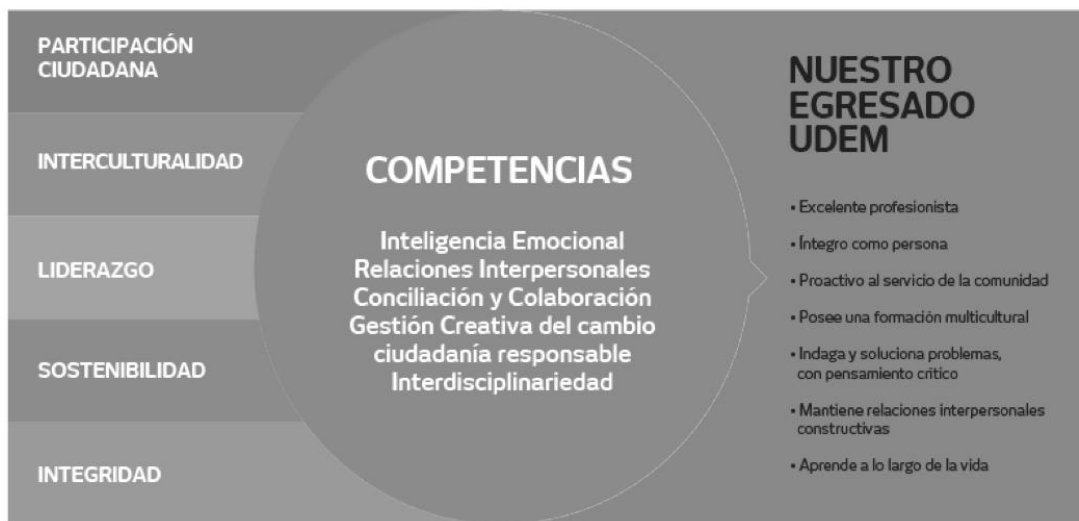 PARTICIPACIÓN
CIUDADANA
INTERCULTURALIDAD
LIDERAZGO
SOSTENIBILIDAD
INTEGRIDAD
COMPETENCIAS
Inteligencia Emocional
Relaciones Interpersonales
Conciliación y Colaboración
Gestión Creativa del cambio
ciudadanía responsable
Interdisciplinariedad
NUESTRO
EGRESADO
UDEM
• Excelente profesionista
• Íntegro como persona
• Proactivo al servicio de la comunidad
• Posee una formación multicultural
• Indaga y soluciona problemas,
con pensamiento crítico
• Mantiene relaciones interpersonales
constructivas
• Aprende a lo largo de la vida